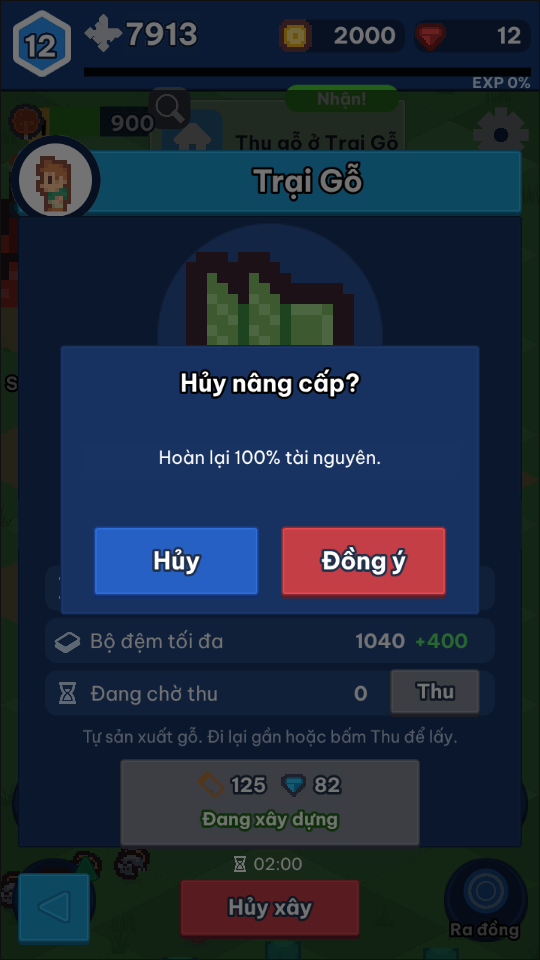 12
7913
2000
12
EXP 0%
900
Nhận!
Thu gỗ ở Trại Gỗ
Trại Gỗ
Hủy nâng cấp?
Hoàn lại 100% tài nguyên.
Hủy
Đồng ý
Bộ đệm tối đa
1040 +400
Đang chờ thu
0
Thu
Tự sản xuất gỗ. Đi lại gần hoặc bấm Thu để lấy.
125
82
Đang xây dựng
02:00
Hủy xây
Ra đồng